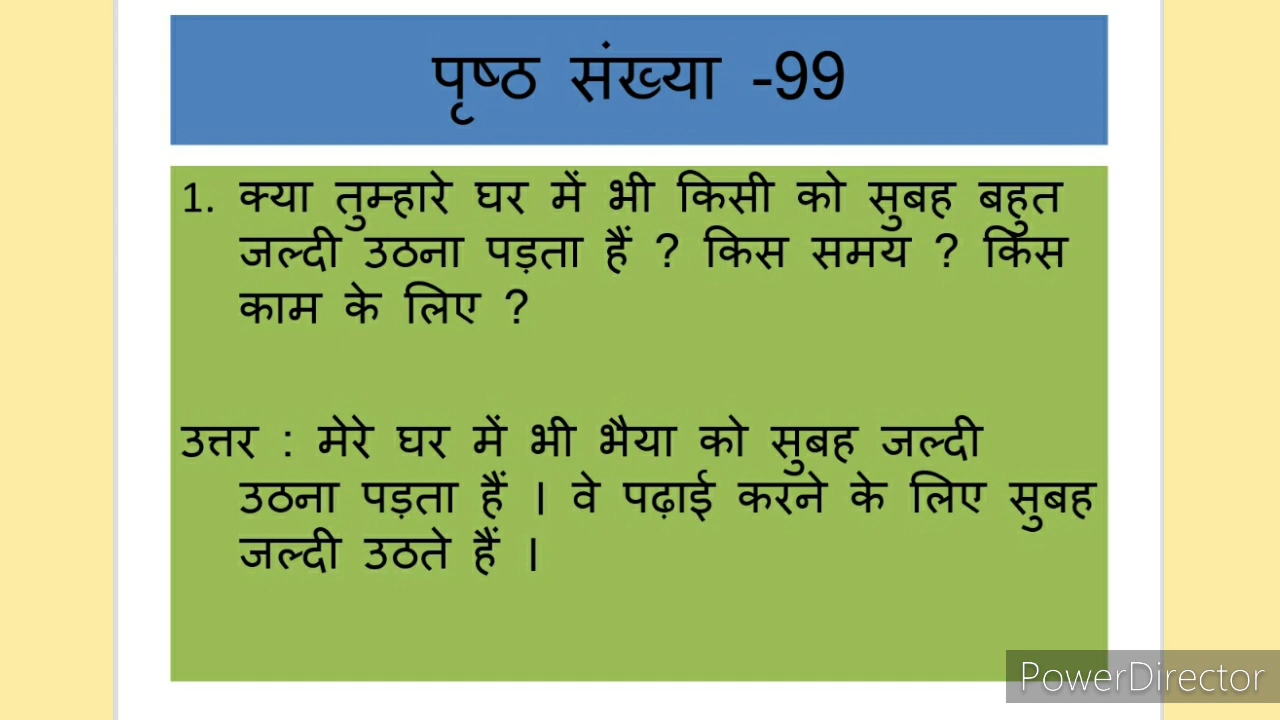 पृष्ठ संख्या -99
1. क्या तुम्हारे घर में भी किसी को सुबह बहुत
जल्दी उठना पड़ता हैं ? किस समय ? किस
काम के लिए ?
उत्तर : मेरे घर में भी भैया को सुबह जल्दी
उठना पड़ता हैं । वे पढ़ाई करने के लिए सुबह
जल्दी उठते हैं ।
PowerDirector